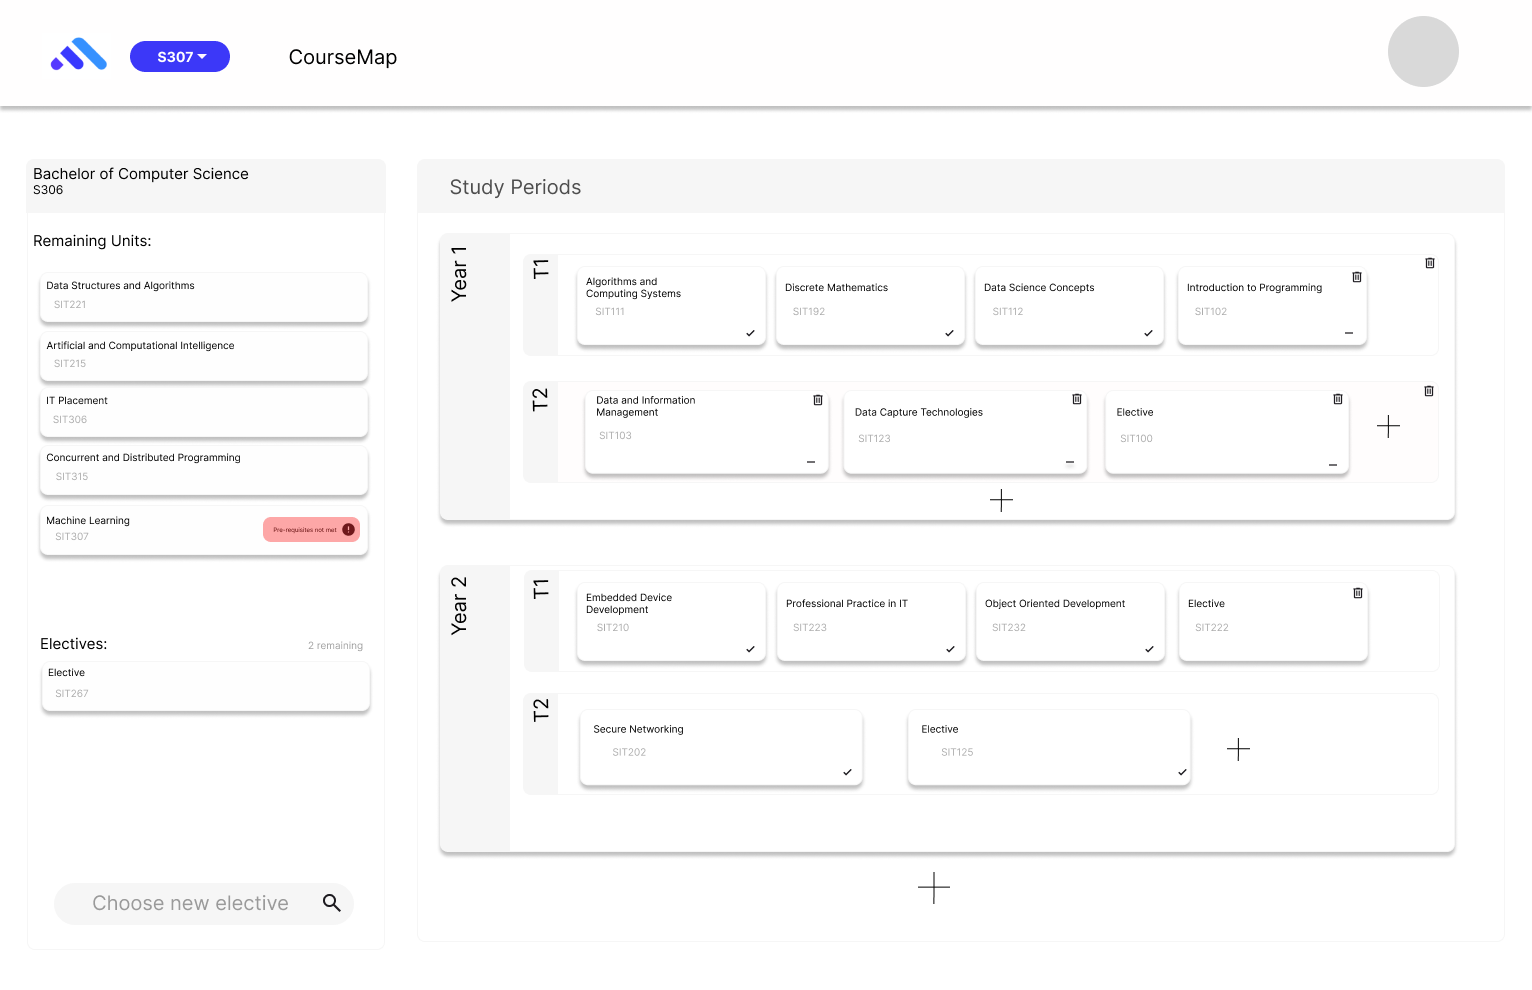 S307
CourseMap
Bachelor of Computer Science
S306
Remaining Units:
Data Structures and Algorithms
SIT221
Artificial and Computational Intelligence
SIT215
IT Placement
SIT306
Concurrent and Distributed Programming
SIT315
Machine Learning
SIT307
Pre-requisites not met
Electives:
2 remaining
Elective
SIT267
Choose new elective
Study Periods
Year 1
T1
Algorithms and
Computing Systems
SIT111
Discrete Mathematics
SIT192
Data Science Concepts
SIT112
Introduction to Programming
SIT102
T2
Data and Information
Management
SIT103
Data Capture Technologies
SIT123
Elective
SIT100
Year 2
T1
Embedded Device
Development
SIT210
Professional Practice in IT
SIT223
Object Oriented Development
SIT232
Elective
SIT222
T2
Secure Networking
SIT202
Elective
SIT125